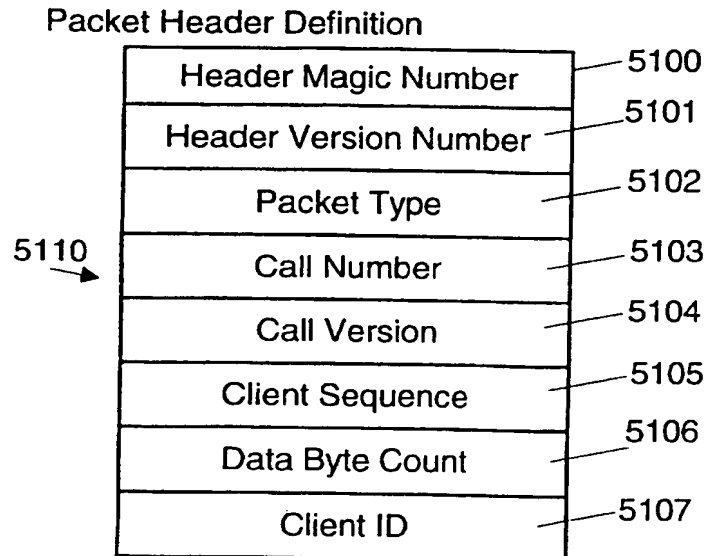 Packet Header Definition
Header Magic Number 5100
Header Version Number 5101
Packet Type 5102
5110 Call Number 5103
Call Version 5104
Client Sequence 5105
Data Byte Count 5106
Client ID 5107